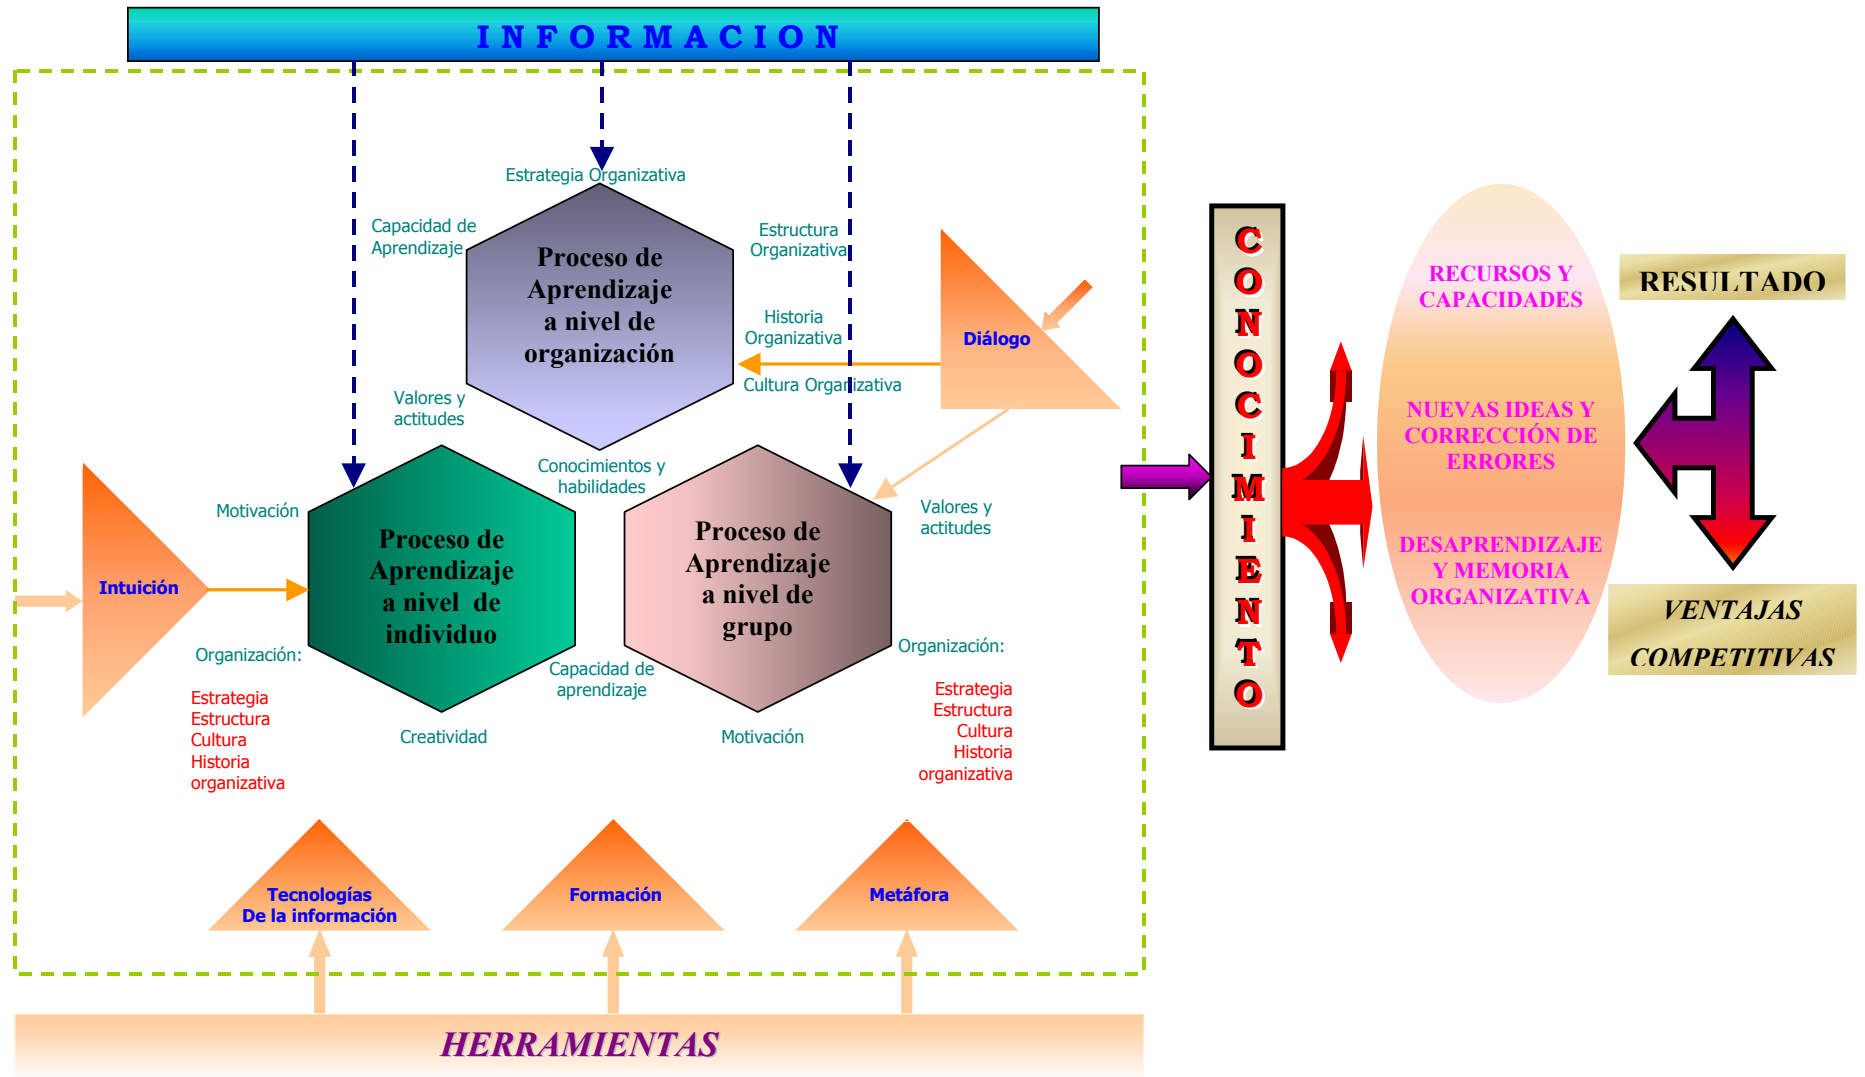 I N F O R M A C I O N
Estrategia Organizativa
Capacidad de
Aprendizaje
Estructura
Organizativa
Proceso de
Aprendizaje
a nivel de
organización
Historia
Organizativa
Cultura Organizativa
Diálogo
Valores y
actitudes
Conocimientos y
habilidades
Motivación
Proceso de
Aprendizaje
a nivel de
individuo
Proceso de
Aprendizaje
a nivel de
grupo
Valores y
actitudes
Intuición
Organización:
Estrategia
Estructura
Cultura
Historia
organizativa
Capacidad de
aprendizaje
Organización:
Estrategia
Estructura
Cultura
Historia
organizativa
Creatividad
Motivación
Tecnologías
De la información
Formación
Metáfora
HERRAMIENTAS
CONOCIMIENTO
RECURSOS Y
CAPACIDADES
NUEVAS IDEAS Y
CORRECCIÓN DE
ERRORES
DESAPRENDIZAJE
Y MEMORIA
ORGANIZATIVA
RESULTADO
VENTAJAS
COMPETITIVAS